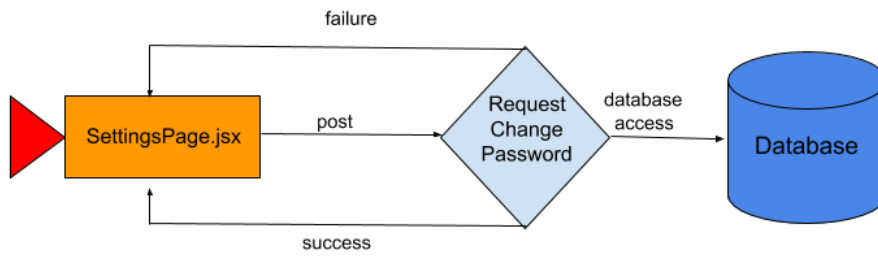 failure
SettingsPage.jsx
post
Request
Change
Password
database
access
Database
success